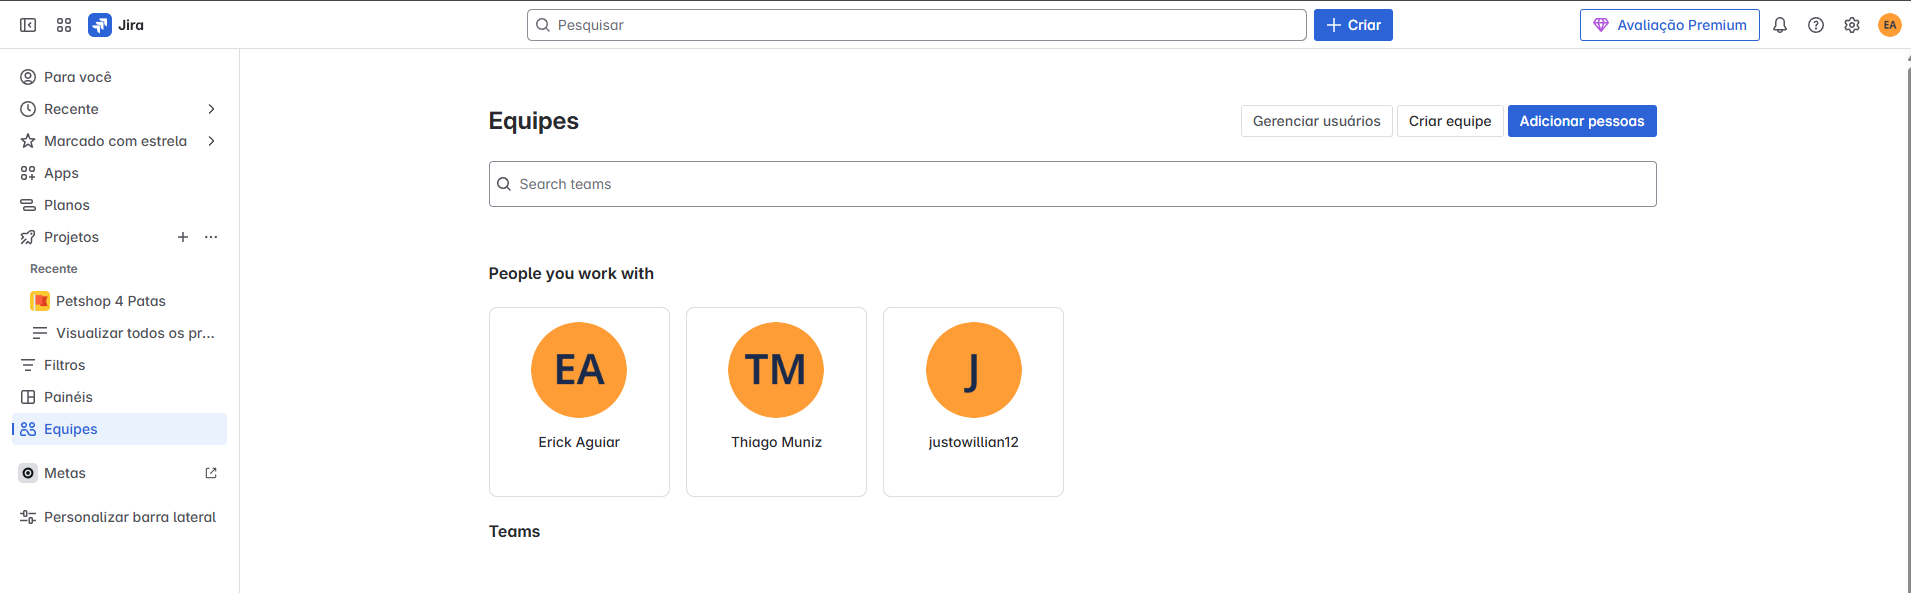 Jira
Pesquisar
Criar
Avaliação Premium
EA
Para você
Recente
Marcado com estrela
Apps
Planos
Projetos
Recente
Petshop 4 Patas
Visualizar todos os pr...
Filtros
Painéis
Equipes
Metas
Personalizar barra lateral
Equipes
Gerenciar usuários
Criar equipe
Adicionar pessoas
Search teams
People you work with
EA
Erick Aguiar
TM
Thiago Muniz
J
justowillian12
Teams